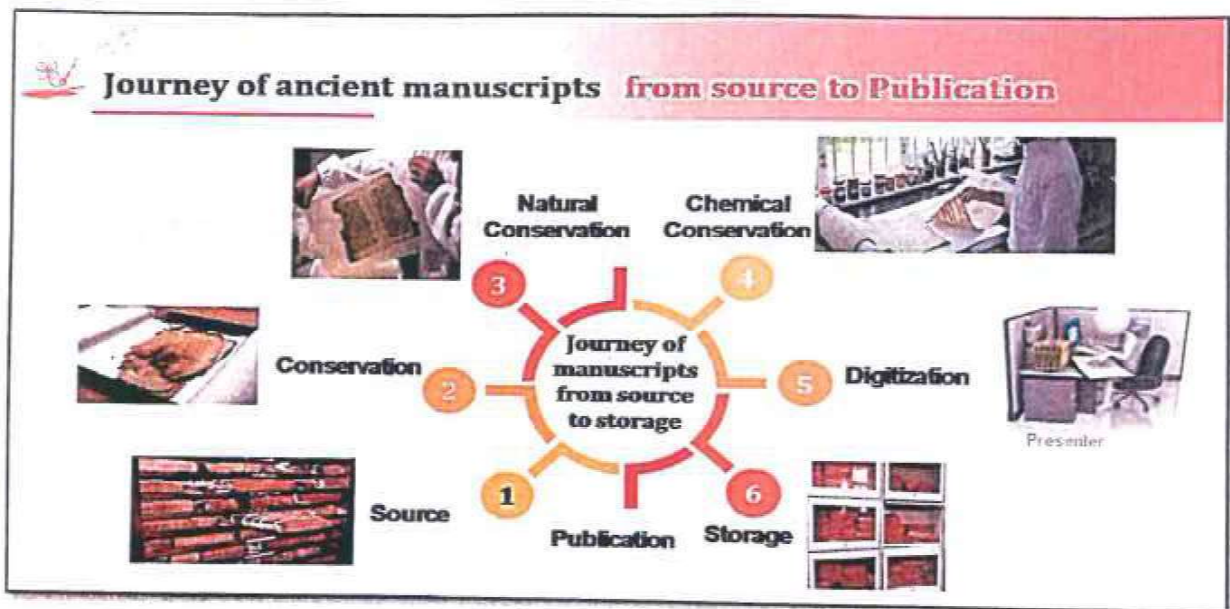 Journey of ancient manuscripts from source to Publication
Natural
Conservation
Chemical
Conservation
3
4
Conservation
2
Journey of
manuscripts
from source
to storage
5
Digitization
Presenter
1
Source
6
Publication
Storage